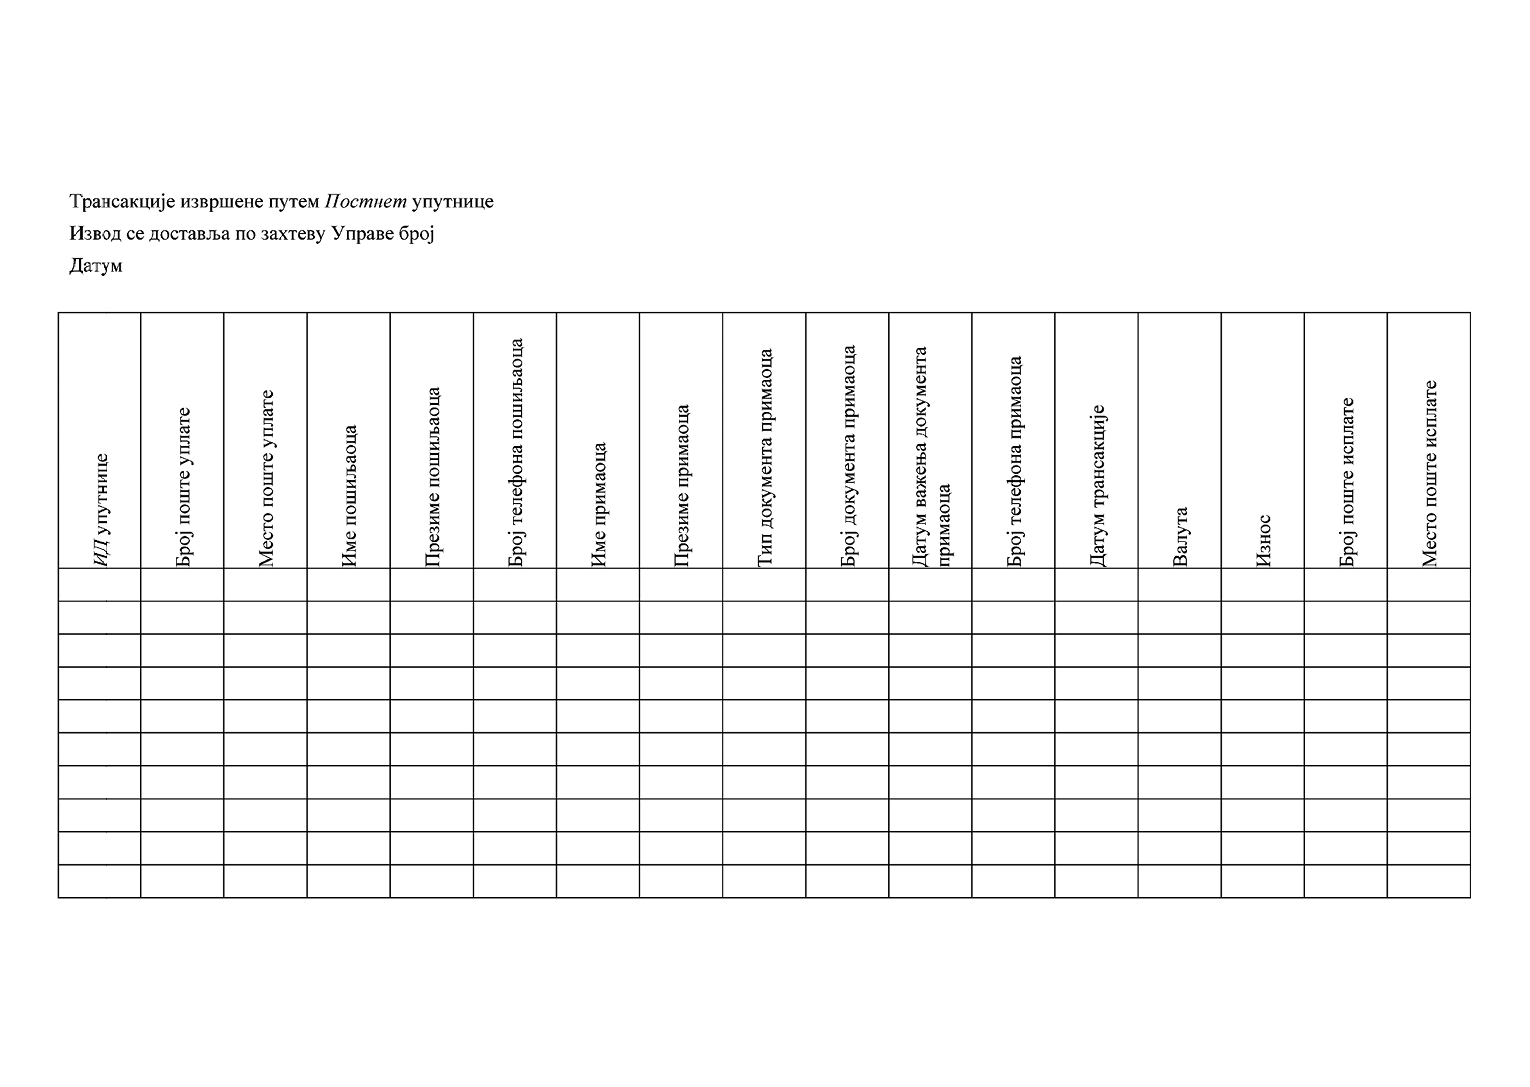 Трансакције извршене путем Постнет упутнице
Извод се доставља по захтеву Управе број
Датум
ИД упутнице
Број поште уплате
Место поште уплате
Име пошиљаоца
Презиме пошиљаоца
Број телефона пошиљаоца
Име примаоца
Презиме примаоца
Тип документа примаоца
Број документа примаоца
Датум важења документа
примаоца
Број телефона примаоца
Датум трансакције
Валута
Износ
Број поште исплате
Место поште исплате